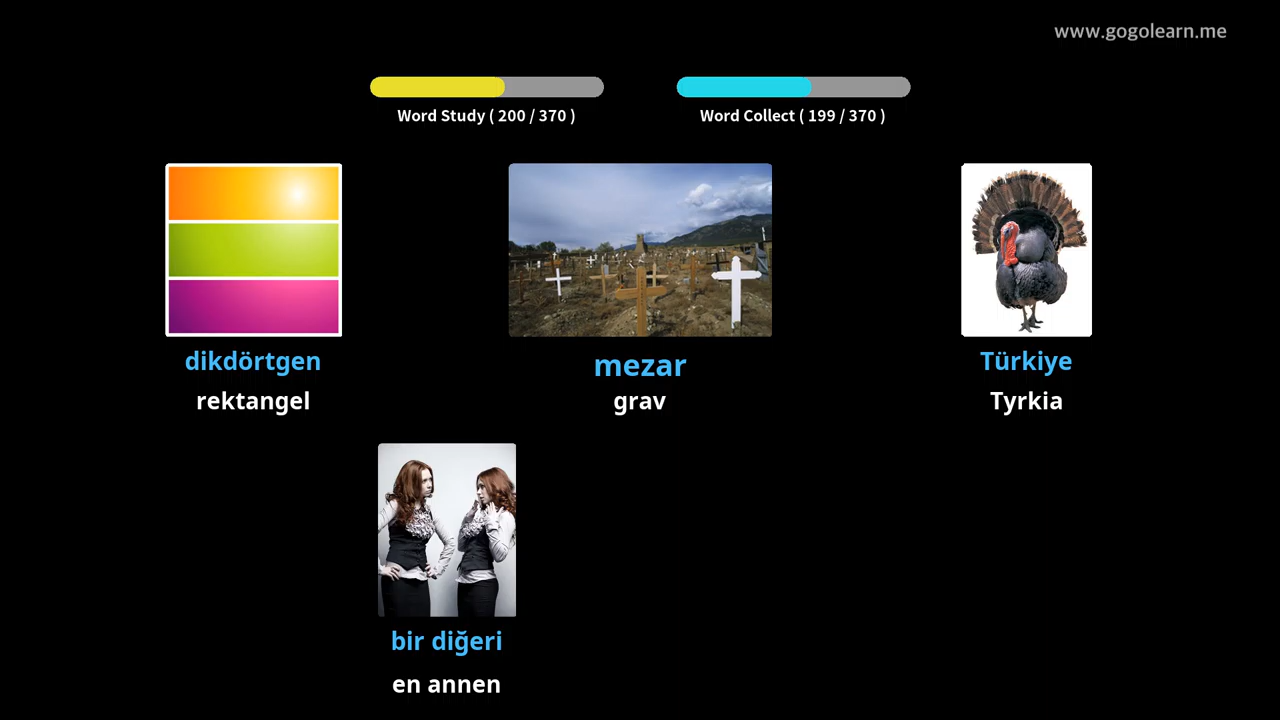 www.gogolearn.me
Word Study ( 200 / 370 )
Word Collect ( 199 / 370 )
dikdörtgen
rektangel
mezar
grav
Türkiye
Tyrkia
bir diğeri
en annen